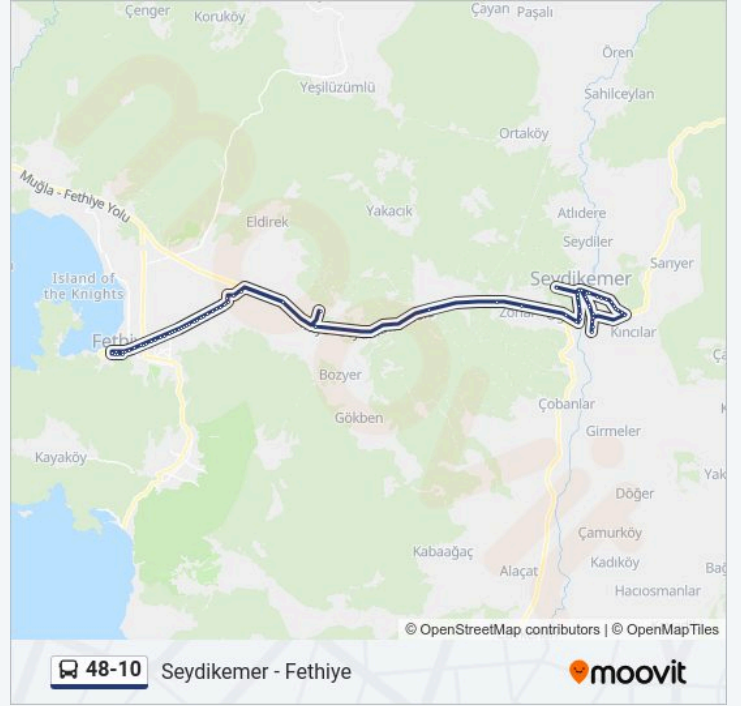 Çenger
Koruköy
Çayan
Paşalı
Ören
Yeşilüzümlü
Sahilceylan
Ortaköy
Muğla - Fethiye Yolu
Eldirek
Yakacık
Atlıdere
Seydiler
Island of
the Knights
Seydikemer
Sarıyer
Kıncılar
Bozyer
Gökben
Çobanlar
Girmeler
Kayaköy
Döğer
Çamurköy
Kabaağaç
Alaçat
Kadıköy
Hacıosmanlar
© OpenStreetMap contributors | © OpenMapTiles
48-10 Seydikemer - Fethiye
moovit